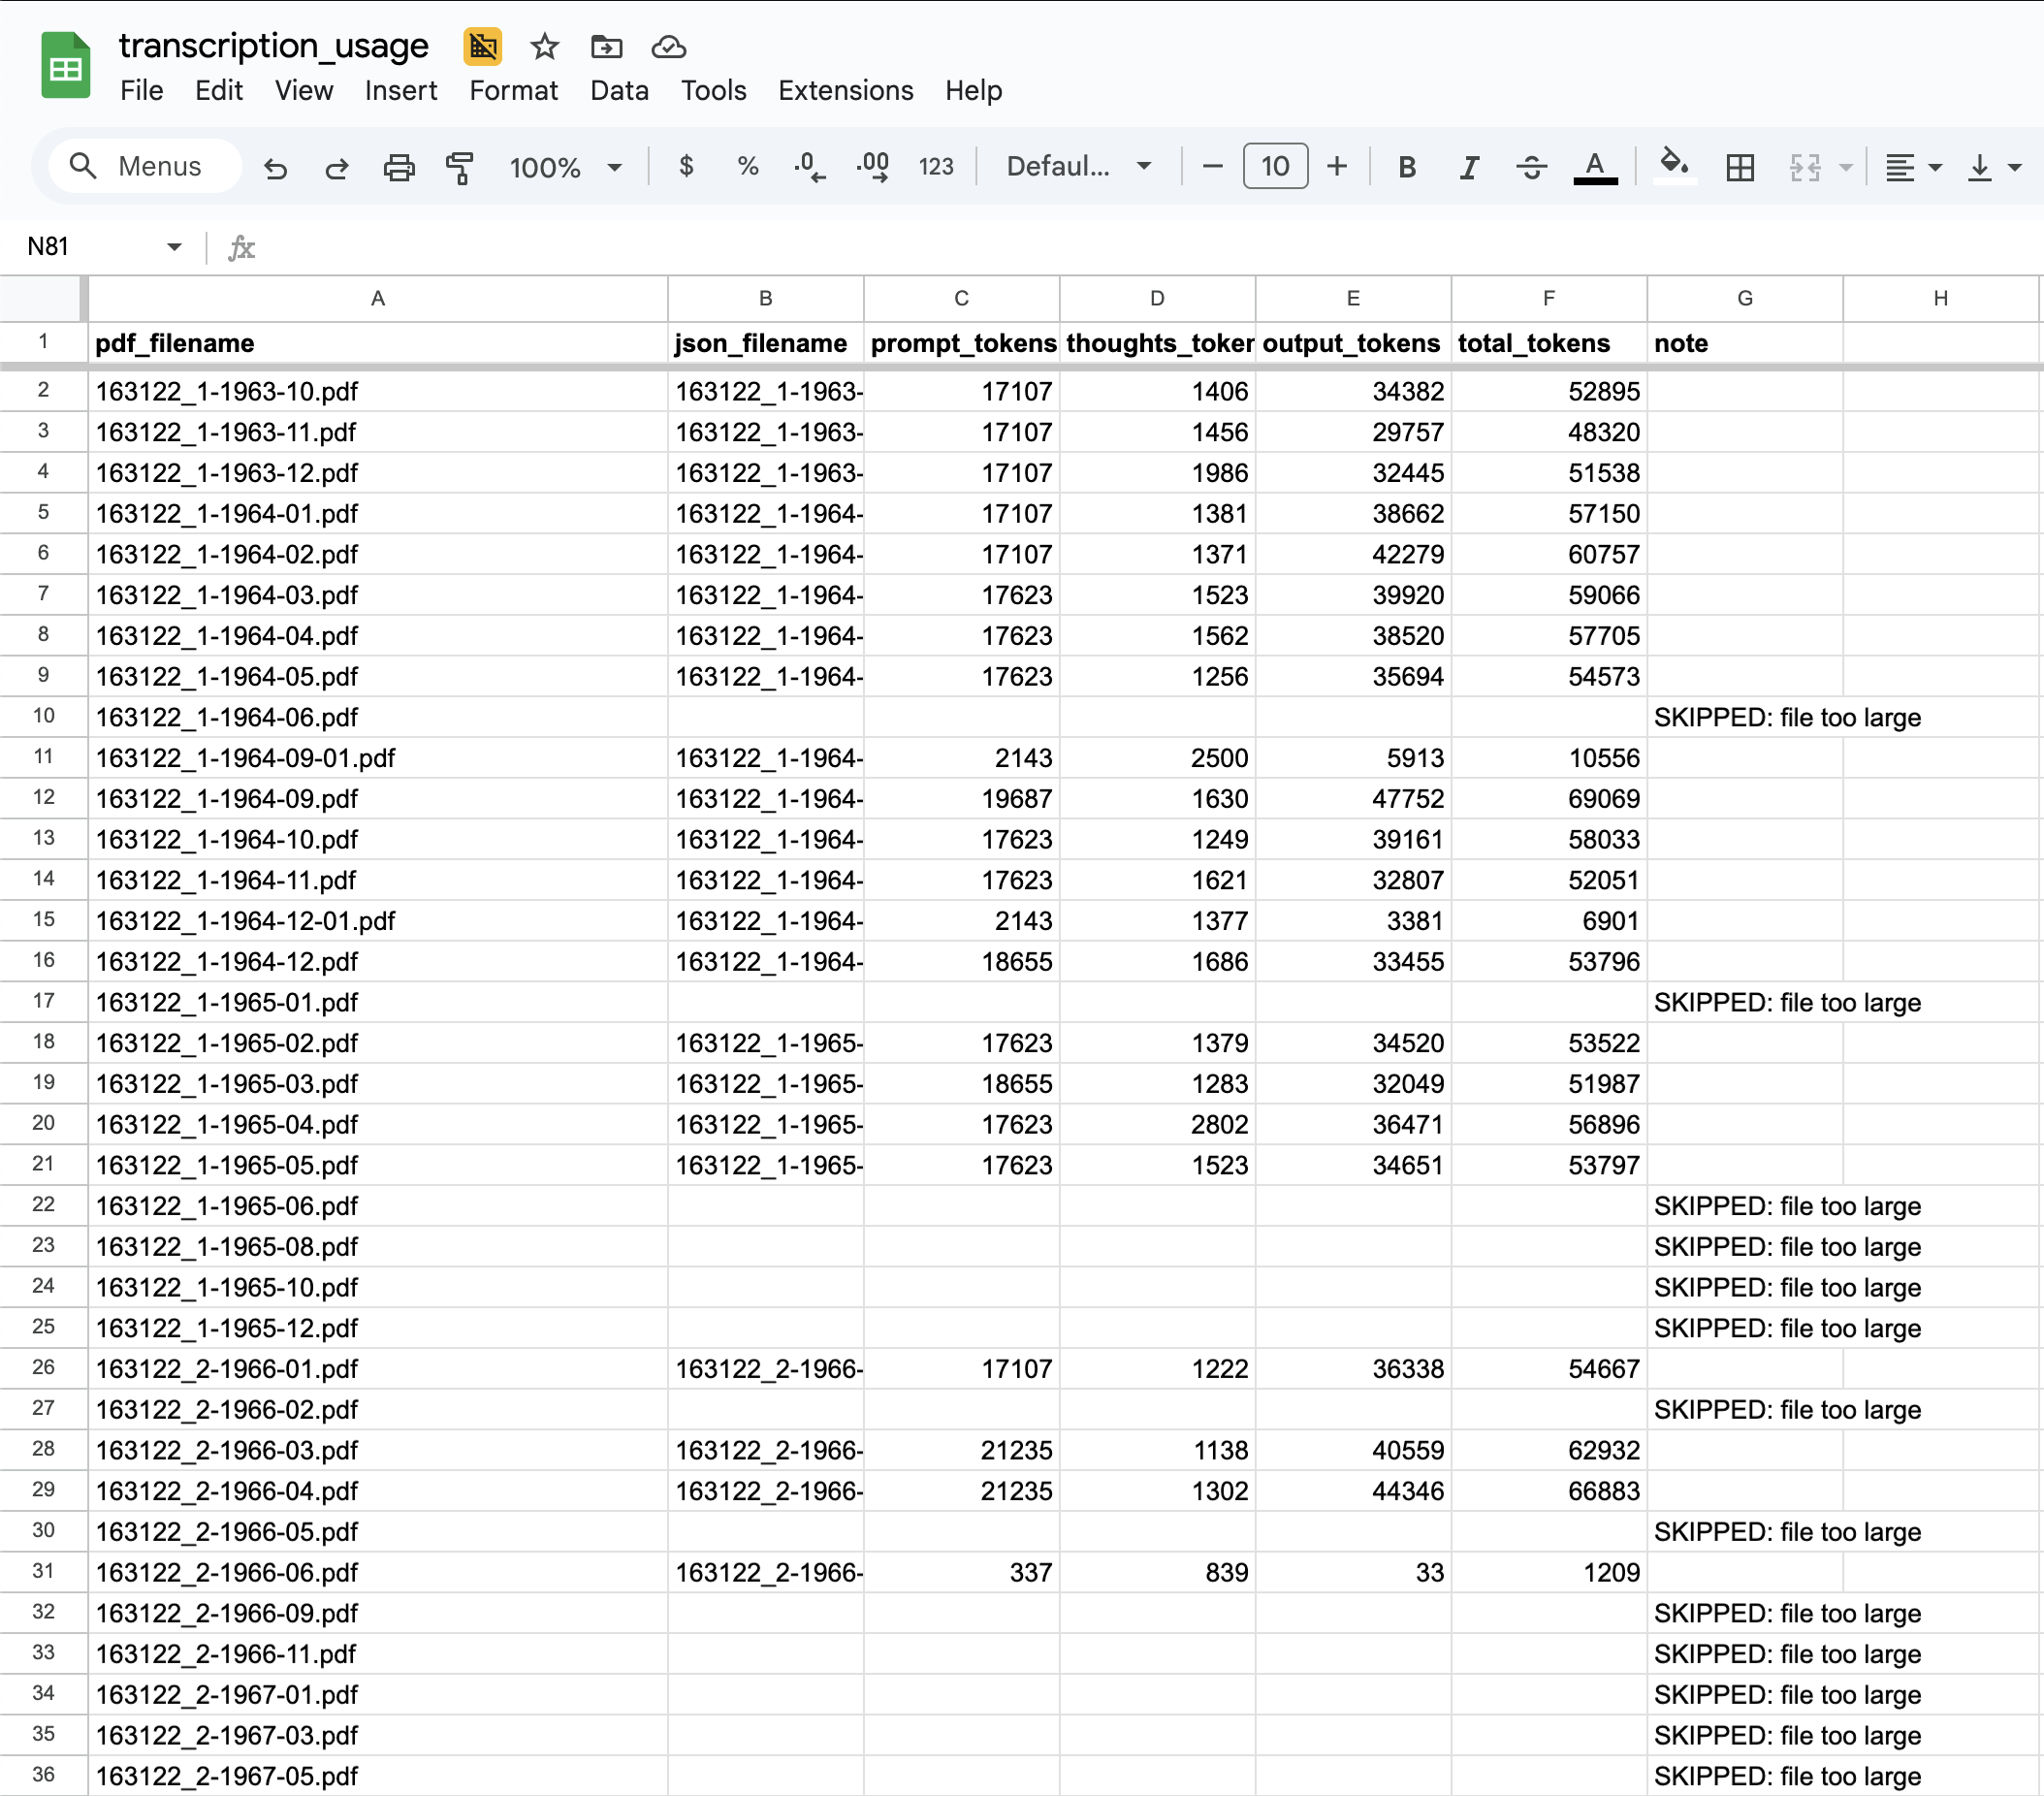 transcription_usage
File Edit View Insert Format Data Tools Extensions Help
Menus 100% $ % .0 .00 123 Defaul... 10 B I S A
N81 fx
A B C D E F G H
1 pdf_filename json_filename prompt_tokens thoughts_toker output_tokens total_tokens note
2 163122_1-1963-10.pdf 163122_1-1963- 17107 1406 34382 52895
3 163122_1-1963-11.pdf 163122_1-1963- 17107 1456 29757 48320
4 163122_1-1963-12.pdf 163122_1-1963- 17107 1986 32445 51538
5 163122_1-1964-01.pdf 163122_1-1964- 17107 1381 38662 57150
6 163122_1-1964-02.pdf 163122_1-1964- 17107 1371 42279 60757
7 163122_1-1964-03.pdf 163122_1-1964- 17623 1523 39920 59066
8 163122_1-1964-04.pdf 163122_1-1964- 17623 1562 38520 57705
9 163122_1-1964-05.pdf 163122_1-1964- 17623 1256 35694 54573
10 163122_1-1964-06.pdf SKIPPED: file too large
11 163122_1-1964-09-01.pdf 163122_1-1964- 2143 2500 5913 10556
12 163122_1-1964-09.pdf 163122_1-1964- 19687 1630 47752 69069
13 163122_1-1964-10.pdf 163122_1-1964- 17623 1249 39161 58033
14 163122_1-1964-11.pdf 163122_1-1964- 17623 1621 32807 52051
15 163122_1-1964-12-01.pdf 163122_1-1964- 2143 1377 3381 6901
16 163122_1-1964-12.pdf 163122_1-1964- 18655 1686 33455 53796
17 163122_1-1965-01.pdf SKIPPED: file too large
18 163122_1-1965-02.pdf 163122_1-1965- 17623 1379 34520 53522
19 163122_1-1965-03.pdf 163122_1-1965- 18655 1283 32049 51987
20 163122_1-1965-04.pdf 163122_1-1965- 17623 2802 36471 56896
21 163122_1-1965-05.pdf 163122_1-1965- 17623 1523 34651 53797
22 163122_1-1965-06.pdf SKIPPED: file too large
23 163122_1-1965-08.pdf SKIPPED: file too large
24 163122_1-1965-10.pdf SKIPPED: file too large
25 163122_1-1965-12.pdf SKIPPED: file too large
26 163122_2-1966-01.pdf 163122_2-1966- 17107 1222 36338 54667
27 163122_2-1966-02.pdf SKIPPED: file too large
28 163122_2-1966-03.pdf 163122_2-1966- 21235 1138 40559 62932
29 163122_2-1966-04.pdf 163122_2-1966- 21235 1302 44346 66883
30 163122_2-1966-05.pdf SKIPPED: file too large
31 163122_2-1966-06.pdf 163122_2-1966- 337 839 33 1209
32 163122_2-1966-09.pdf SKIPPED: file too large
33 163122_2-1966-11.pdf SKIPPED: file too large
34 163122_2-1967-01.pdf SKIPPED: file too large
35 163122_2-1967-03.pdf SKIPPED: file too large
36 163122_2-1967-05.pdf SKIPPED: file too large